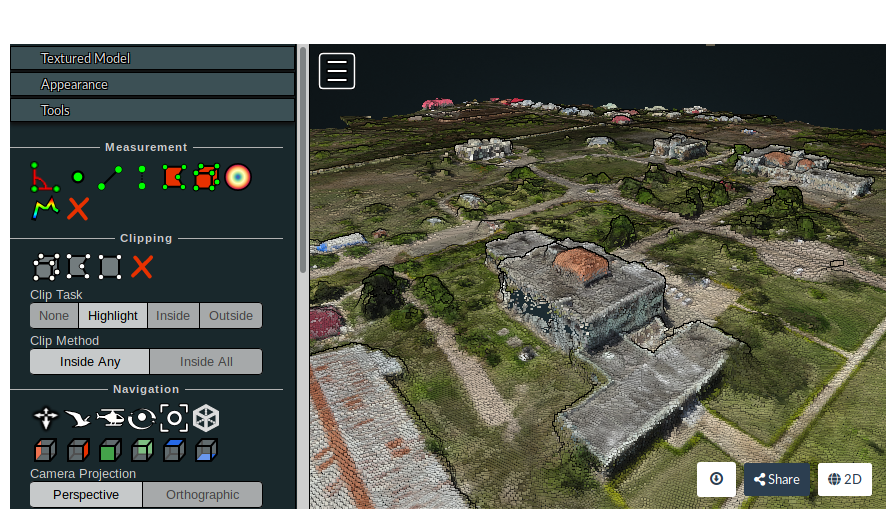 Textured Model
Appearance
Tools
Measurement
Clipping
Clip Task
None Highlight Inside Outside
Clip Method
Inside Any Inside All
Navigation
Camera Projection
Perspective Orthographic
Share 2D